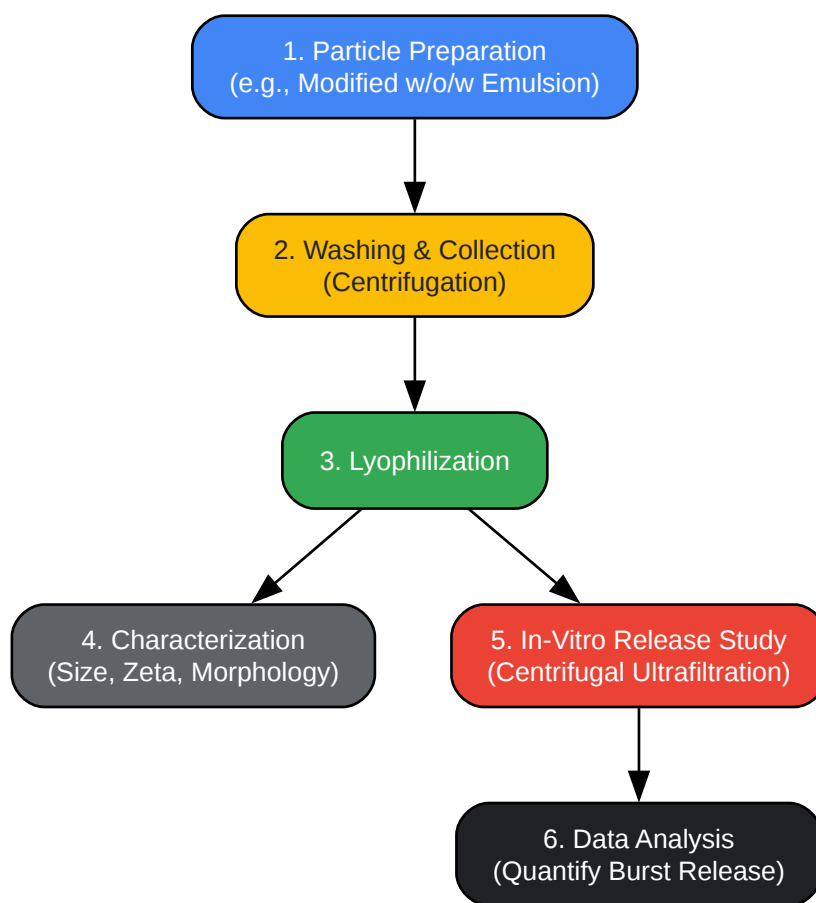 1. Particle Preparation
(e.g., Modified w/o/w Emulsion)
2. Washing & Collection
(Centrifugation)
3. Lyophilization
4. Characterization
(Size, Zeta, Morphology)
5. In-Vitro Release Study
(Centrifugal Ultrafiltration)
6. Data Analysis
(Quantify Burst Release)